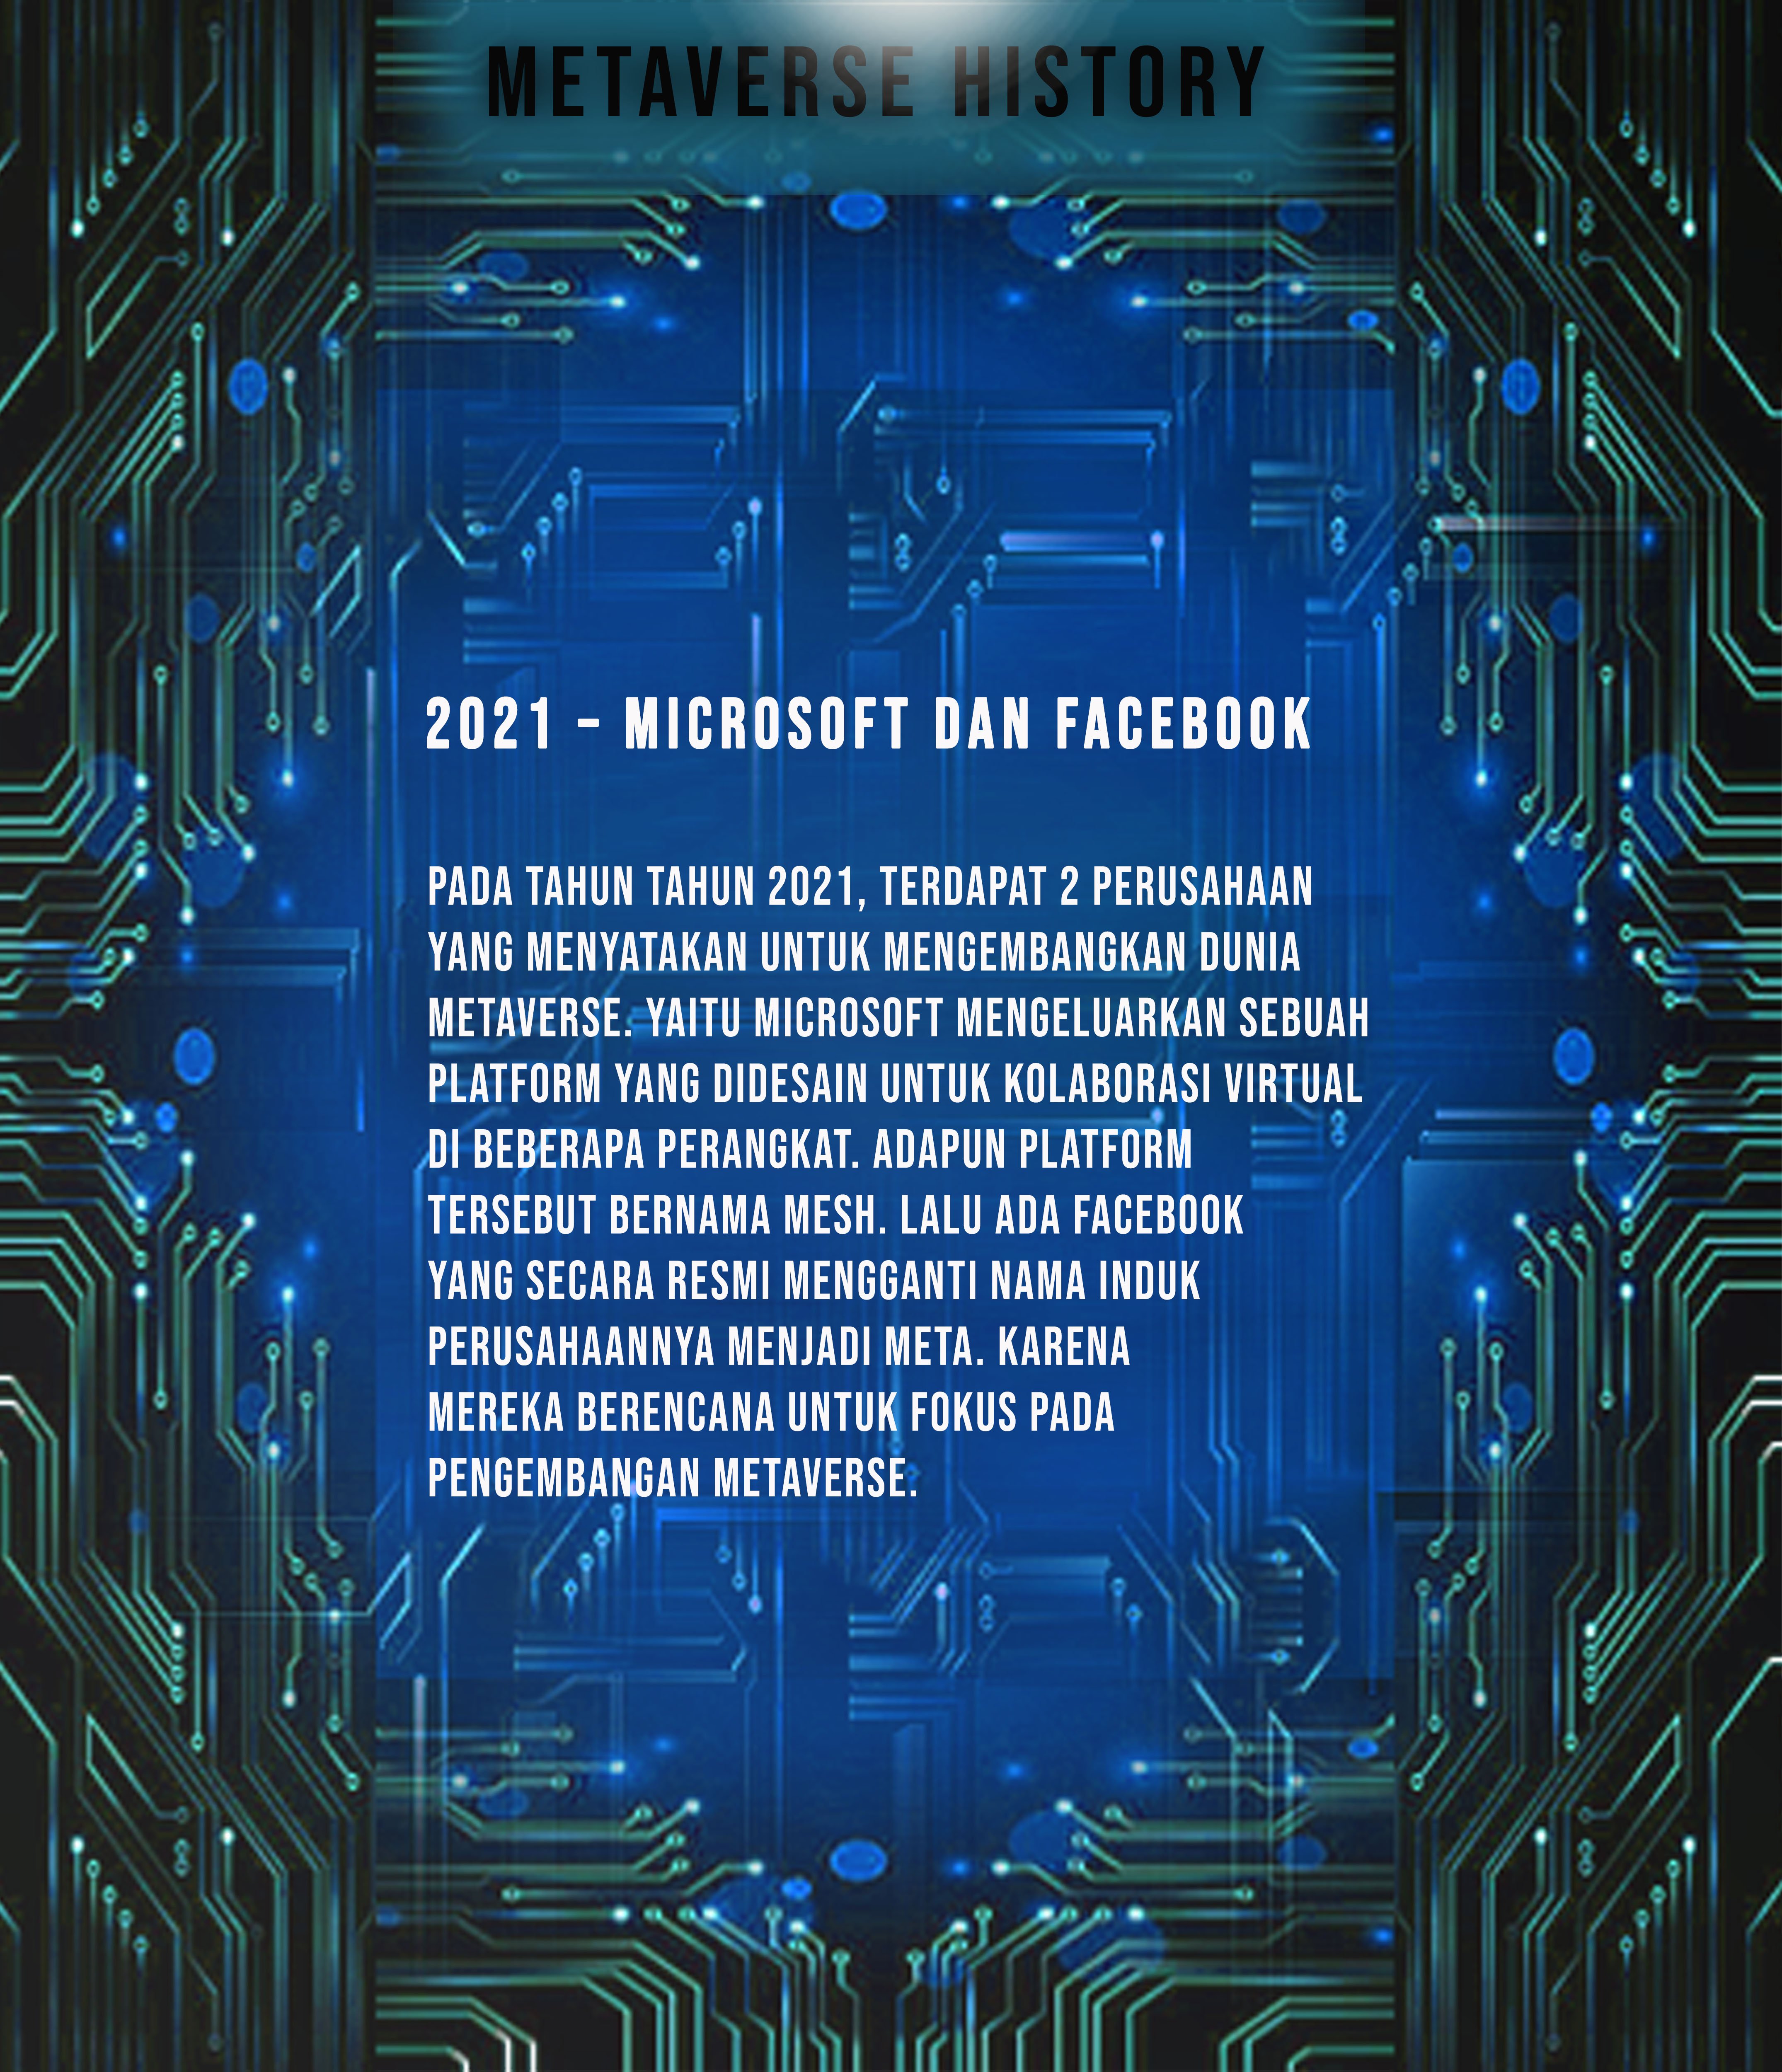 METAVERSE HISTORY
2021 – MICROSOFT DAN FACEBOOK
PADA TAHUN TAHUN 2021, TERDAPAT 2 PERUSAHAAN
YANG MENYATAKAN UNTUK MENGEMBANGKAN DUNIA
METAVERSE. YAITU MICROSOFT MENGELUARKAN SEBUAH
PLATFORM YANG DIDESAIN UNTUK KOLABORASI VIRTUAL
DI BEBERAPA PERANGKAT. ADAPUN PLATFORM
TERSEBUT BERNAMA MESH. LALU ADA FACEBOOK
YANG SECARA RESMI MENGGANTI NAMA INDUK
PERUSAHAANNYA MENJADI META. KARENA
MEREKA BERENCANA UNTUK FOKUS PADA
PENGEMBANGAN METAVERSE.